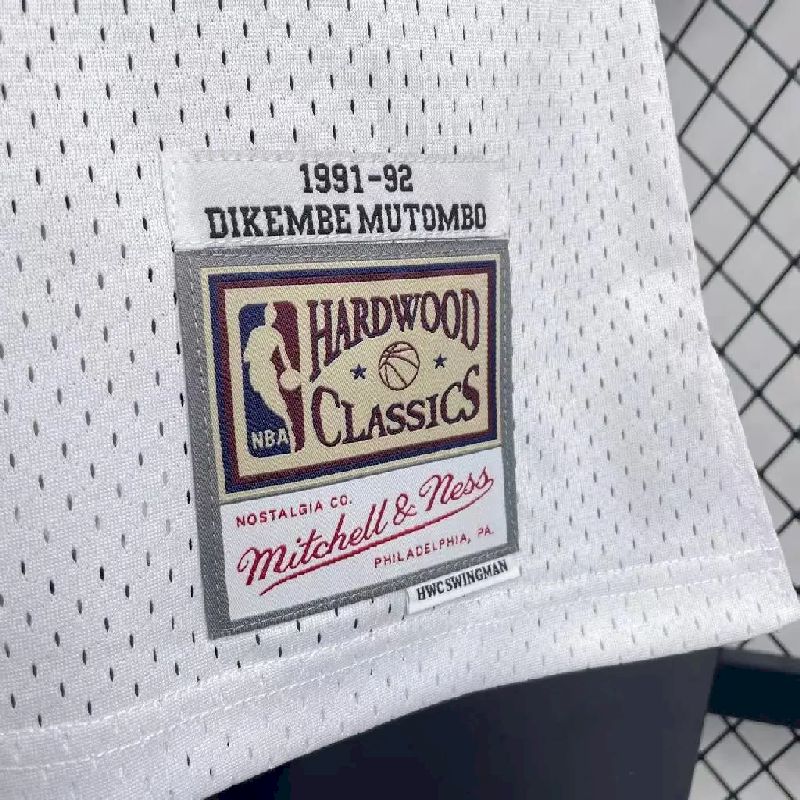 1991-92
DIKEMBE MUTOMBO
HARDWOOD
CLASSICS
NBA
NOSTALGIA CO.
Mitchell & Ness
PHILADELPHIA, PA.
HWC SWINGMAN